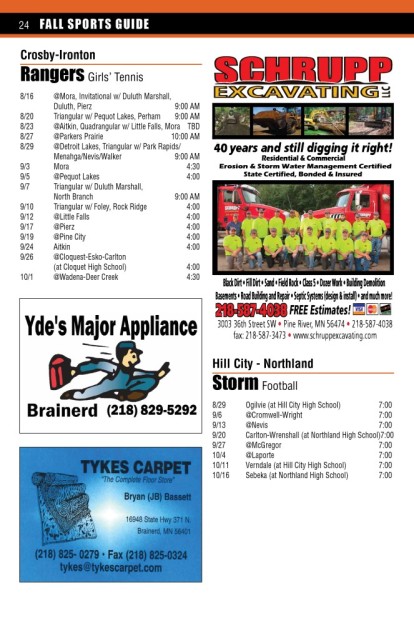 24 FALL SPORTS GUIDE
Crosby-Ironton
Rangers Girls' Tennis
8/16 @Mora, Invitational w/ Duluth Marshall,
Duluth, Pierz 9:00 AM
8/20 Triangular w/ Pequot Lakes, Perham 9:00 AM
8/23 @Aitkin, Quadrangular w/ Little Falls, Mora TBD
8/27 @Parkers Prairie 10:00 AM
8/29 @Detroit Lakes, Triangular w/ Park Rapids/
Menahga/Nevis/Walker 9:00 AM
9/3 Mora 4:30
9/5 @Pequot Lakes 4:00
9/7 Triangular w/ Duluth Marshall,
North Branch 9:00 AM
9/10 Triangular w/ Foley, Rock Ridge 4:00
9/12 @Little Falls 4:00
9/17 @Pierz 4:00
9/19 @Pine City 4:00
9/24 Aitkin 4:00
9/26 @Cloquest-Esko-Carlton
(at Cloquet High School) 4:00
10/1 @Wadena-Deer Creek 4:30
Yde's Major Appliance
Brainerd (218) 829-5292
TYKES CARPET
"The Complete Floor Store"
Bryan (JB) Bassett
16948 State Hwy 371 N.
Brainerd, MN 56401
(218) 825- 0279 • Fax (218) 825-0324
tykes@tykescarpet.com
SCHRUPP
EXCAVATING LLC
40 years and still digging it right!
Residential & Commercial
Erosion & Storm Water Management Certified
State Certified, Bonded & Insured
Black Dirt • Fill Dirt • Sand • Field Rock • Class 5 • Dozer Work • Building Demolition
Basements • Road Building and Repair • Septic Systems (design & install) • and much more!
218-587-4038 FREE Estimates! VISA
3003 36th Street SW • Pine River, MN 56474 • 218-587-4038
fax: 218-587-3473 • www.schruppexcavating.com
Hill City - Northland
Storm Football
8/29 Ogilvie (at Hill City High School) 7:00
9/6 @Cromwell-Wright 7:00
9/13 @Nevis 7:00
9/20 Carlton-Wrenshall (at Northland High School)7:00
9/27 @McGregor 7:00
10/4 @Laporte 7:00
10/11 Verndale (at Hill City High School) 7:00
10/16 Sebeka (at Northland High School) 7:00